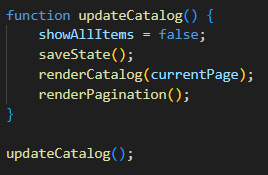 function updateCatalog() {
    showAllItems = false;
    saveState();
    renderCatalog(currentPage);
    renderPagination();
}

updateCatalog();